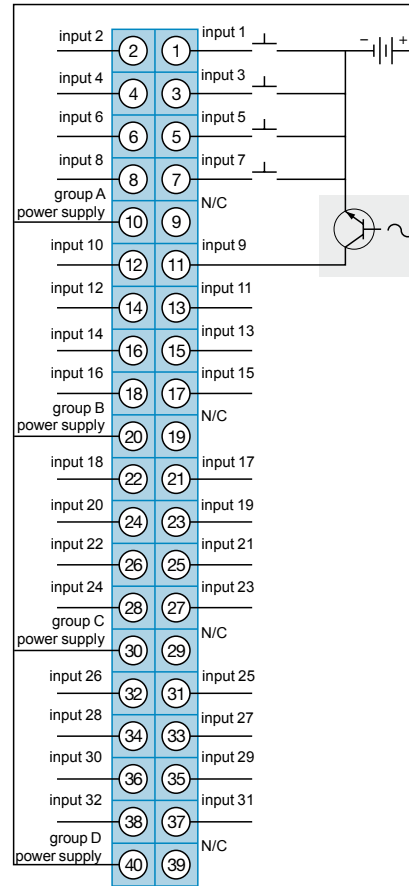 input 2 2 1 input 1
− +
input 4 4 3 input 3
input 6 6 5 input 5
input 8 8 7 input 7
group A
power supply 10 9 N/C
input 10 12 11 input 9
input 12 14 13 input 11
input 14 16 15 input 13
input 16 18 17 input 15
group B
power supply 20 19 N/C
input 18 22 21 input 17
input 20 24 23 input 19
input 22 26 25 input 21
input 24 28 27 input 23
group C
power supply 30 29 N/C
input 26 32 31 input 25
input 28 34 33 input 27
input 30 36 35 input 29
input 32 38 37 input 31
group D
power supply 40 39 N/C